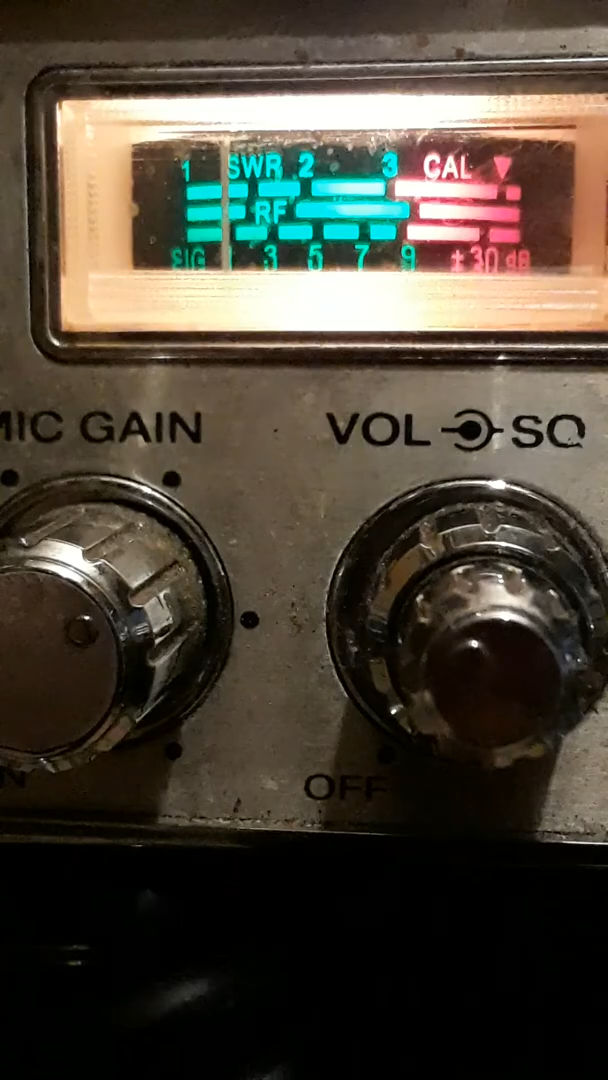 1 SWR 2 3 CAL
RF
SIG 1 3 5 7 9 ±30 dB
MIC GAIN VOL SQ
OFF